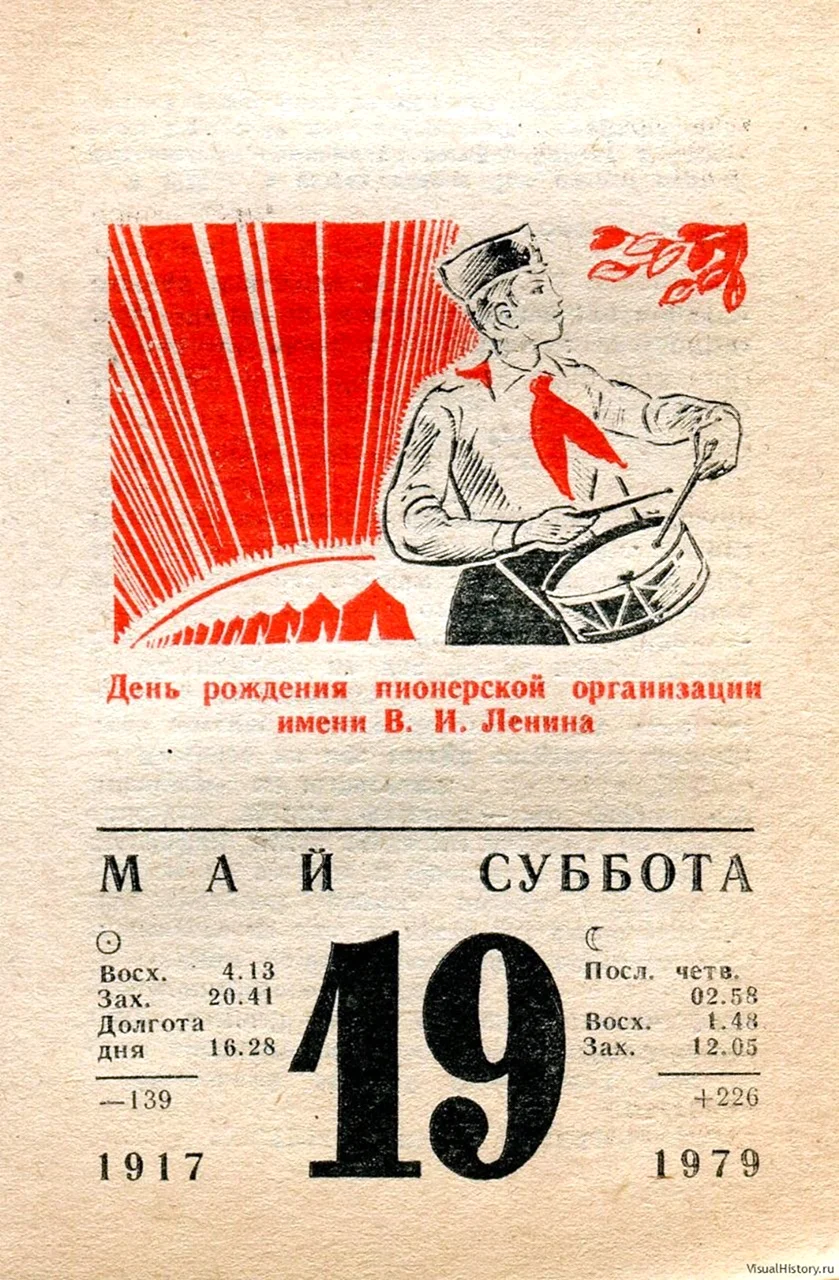 День рождения пионерской организации
имени В. И. Ленина
МАЙ СУББОТА
Восх. 4.13
Зах. 20.41
Долгота
дня 16.28
—139
1917
19
Посл. четв.
02.58
Восх. 1.48
Зах. 12.05
+226
1979
VisualHistory.ru